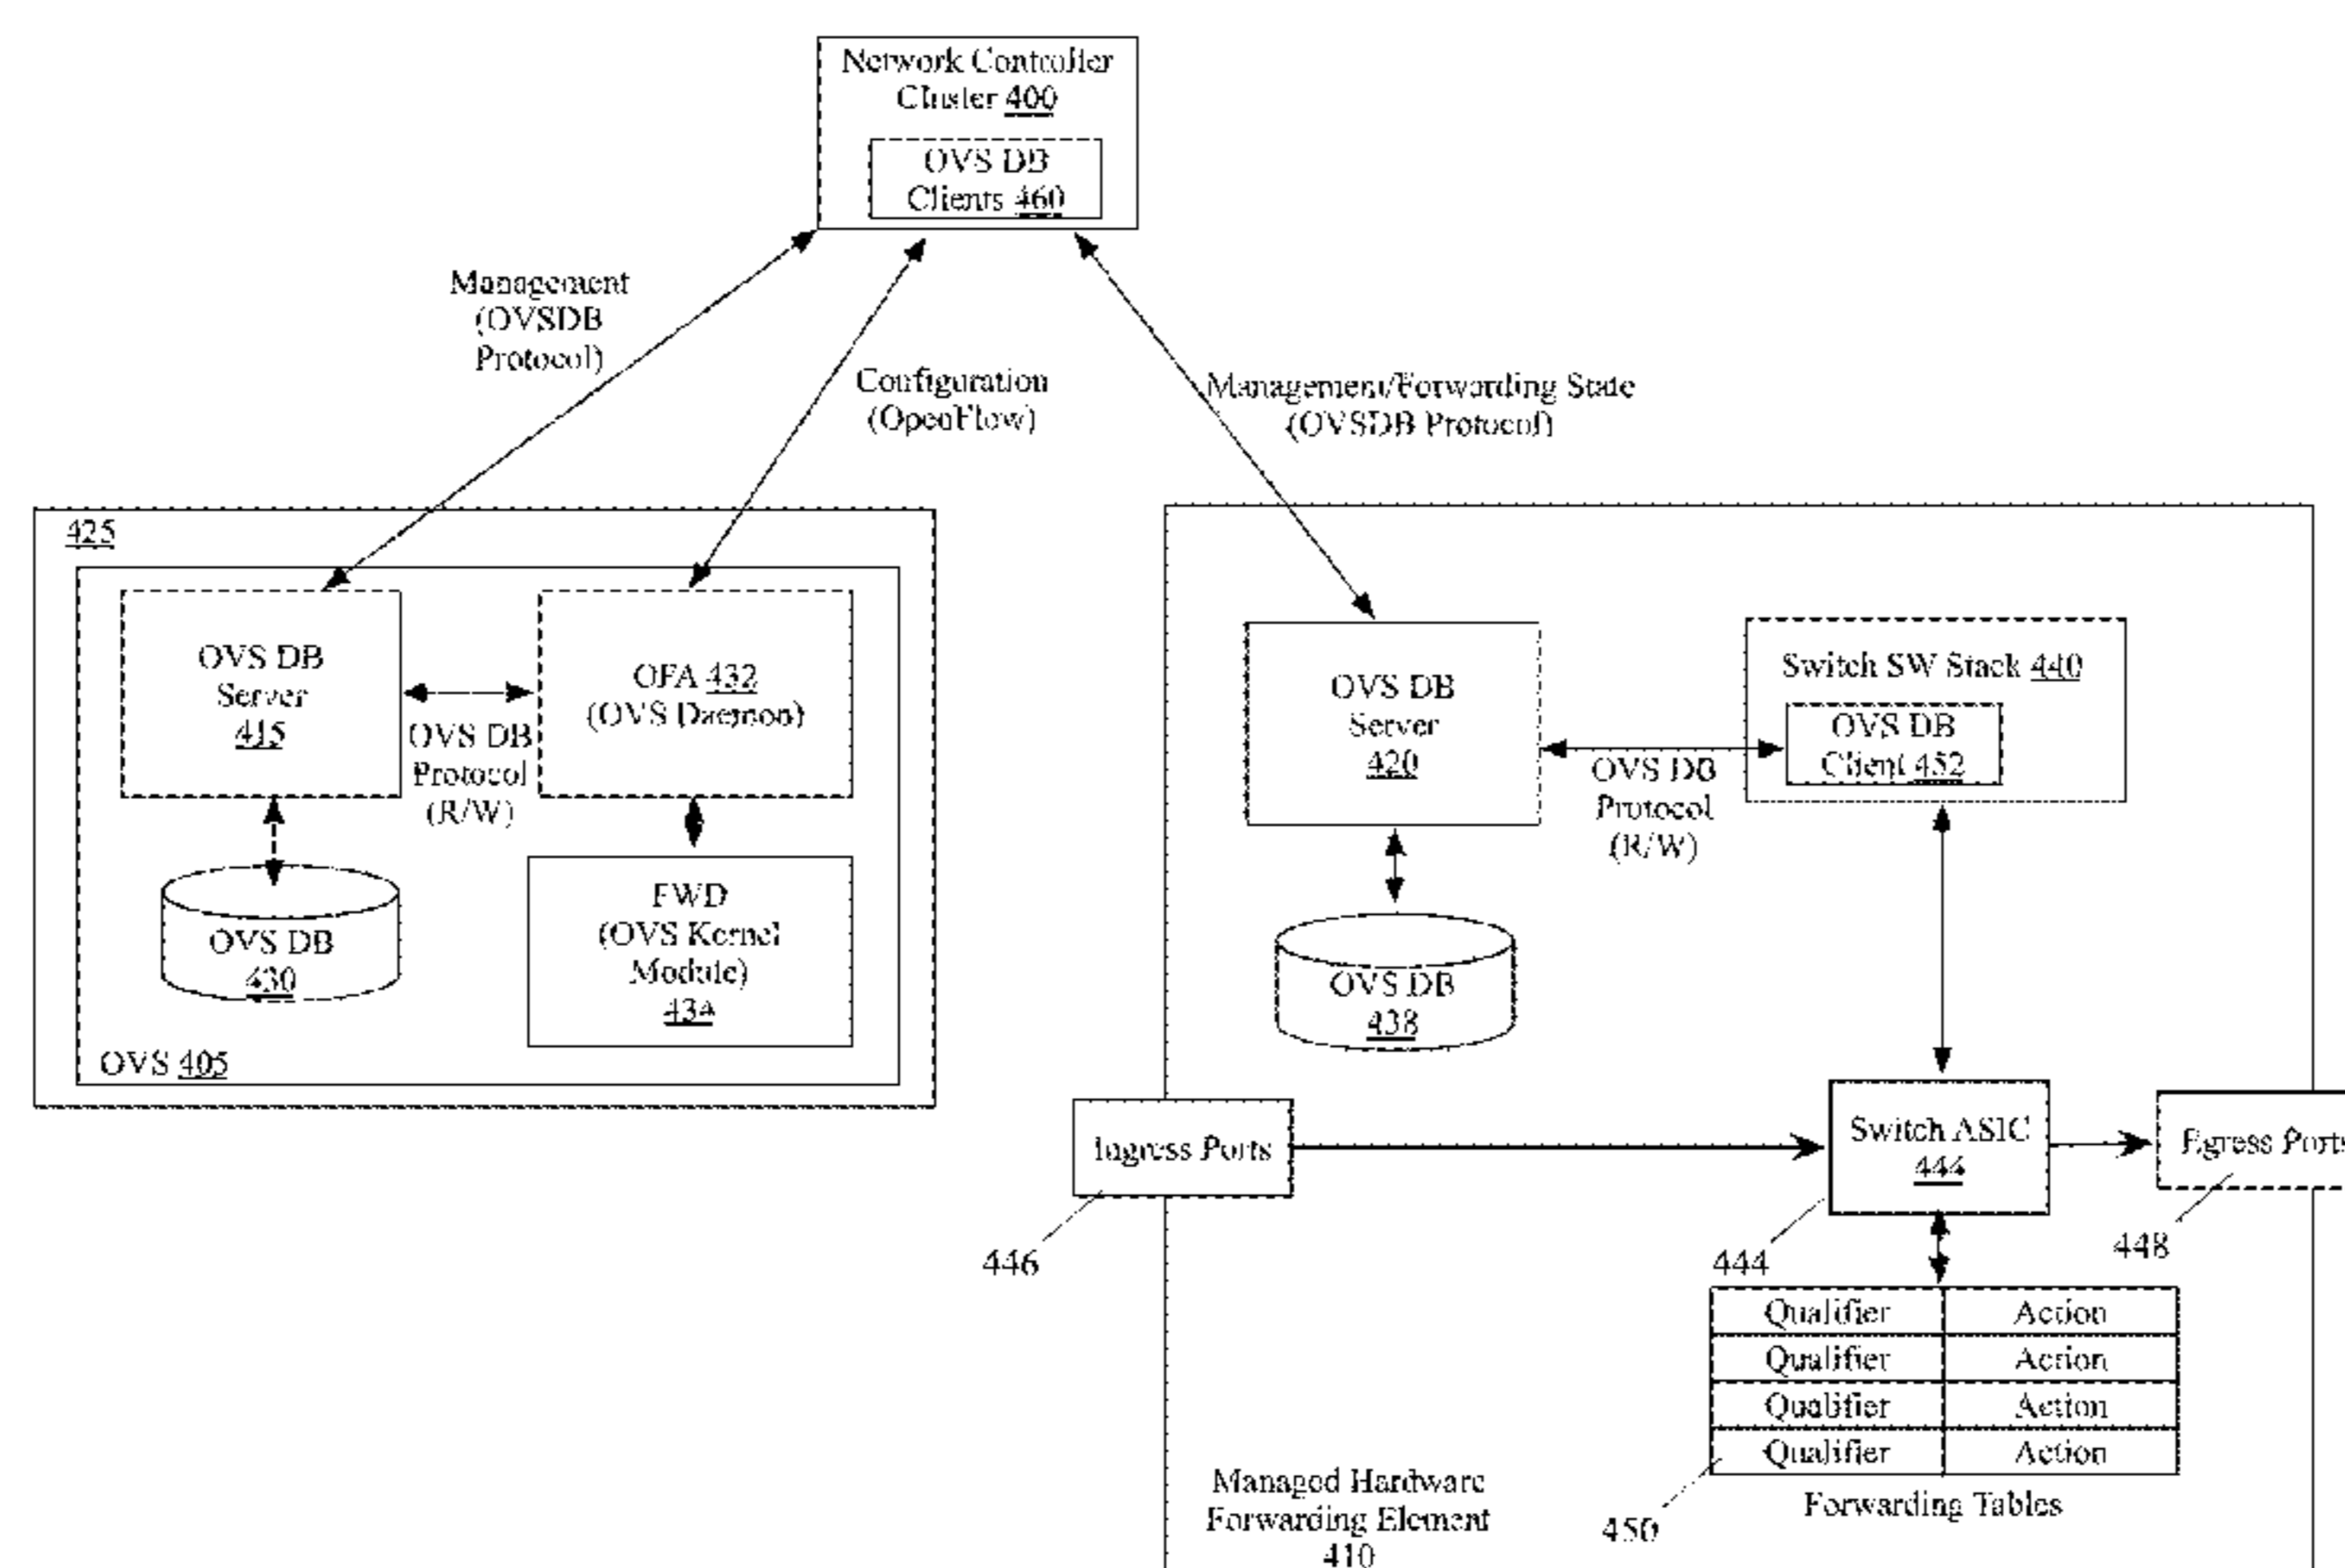 Network Controller
Cluster 400
OVS DB
Clients 460
Management
(OVSDB
Protocol)
Configuration
(OpenFlow)
Management/Forwarding State
(OVSDB Protocol)
425
OVS DB
Server
415
OVS DB
Protocol
(R/W)
OFA 432
(OVS Daemon)
OVS DB
430
FWD
(OVS Kernel
Module)
434
OVS 405
OVS DB
Server
420
OVS DB
Protocol
(R/W)
Switch SW Stack 440
OVS DB
Client 452
OVS DB
438
Ingress Ports
446
Switch ASIC
444
444
Egress Ports
448
Qualifier Action
Qualifier Action
Qualifier Action
Qualifier Action
450
Forwarding Tables
Managed Hardware
Forwarding Element
410